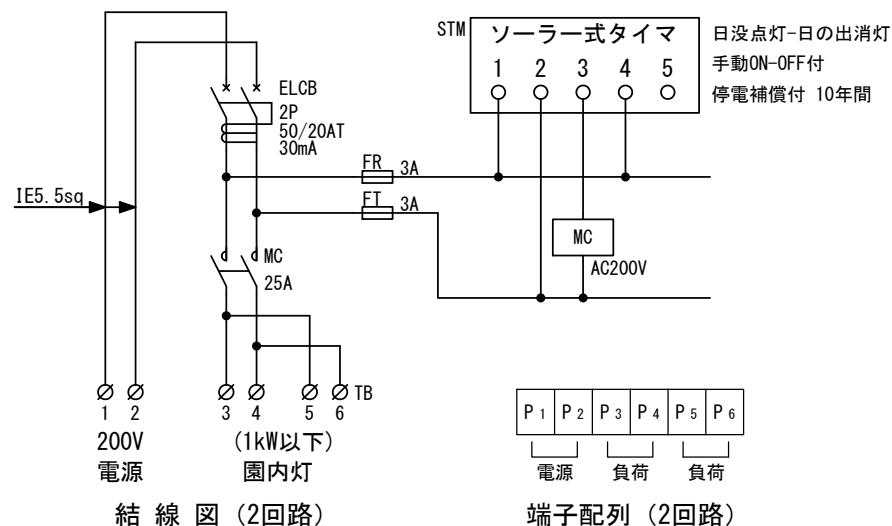 ELCB
2P
50/20AT
30mA
IE5.5sq
FR 3A
FT 3A
MC
25A
STM
ソーラー式タイマ
1 2 3 4 5
日没点灯-日の出消灯
手動ON-OFF付
停電補償付 10年間
MC
AC200V
TB
1 2 3 4 5 6
200V
電源
(1kW以下)
園内灯
結線図 (2回路)
P1 P2 P3 P4 P5 P6
電源 負荷 負荷
端子配列 (2回路)